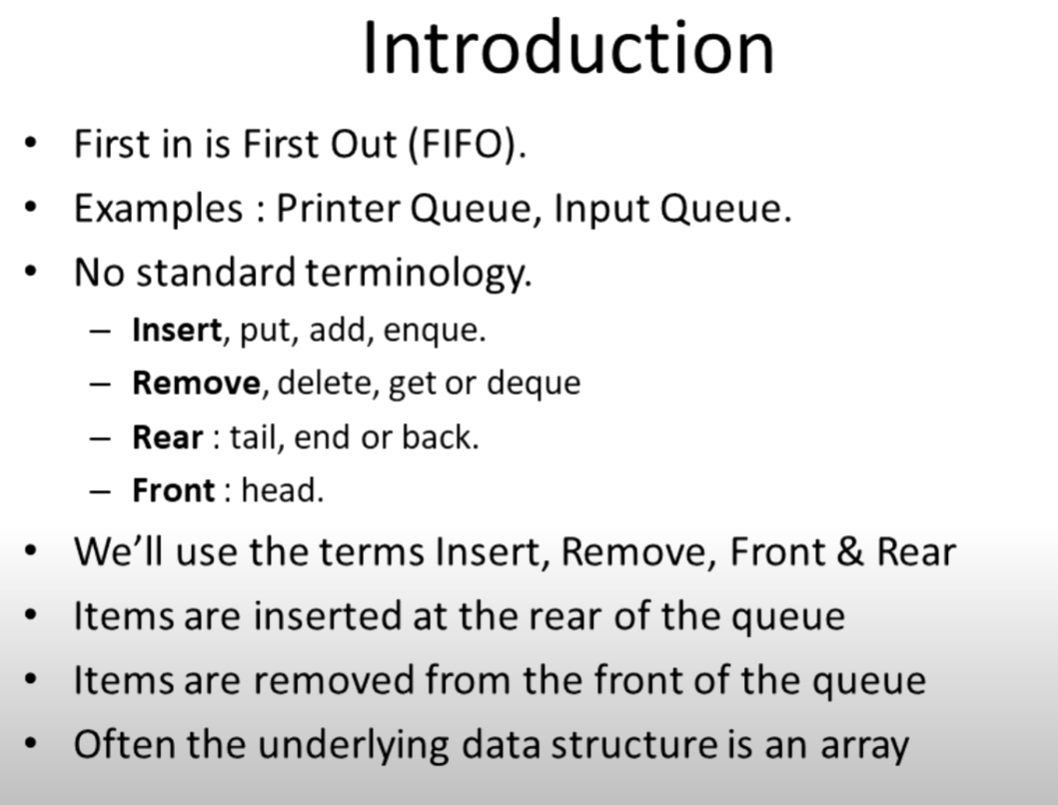 Introduction
• First in is First Out (FIFO).
• Examples : Printer Queue, Input Queue.
• No standard terminology.
– Insert, put, add, enque.
– Remove, delete, get or deque
– Rear : tail, end or back.
– Front : head.
• We’ll use the terms Insert, Remove, Front & Rear
• Items are inserted at the rear of the queue
• Items are removed from the front of the queue
• Often the underlying data structure is an array